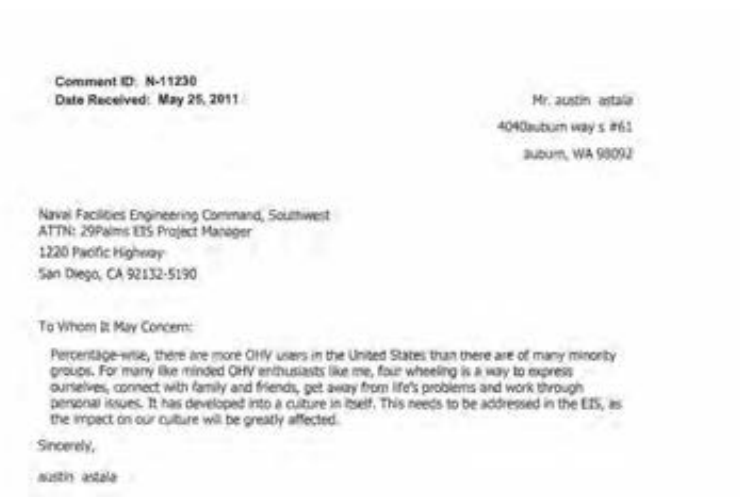 Comment ID: N-11230
Date Received: May 25, 2011
Mr. austin astala
4040auburn way s #61
auburn, WA 98092
Naval Facilities Engineering Command, Southwest
ATTN: 29Palms EIS Project Manager
1220 Pacific Highway
San Diego, CA 92132-5190
To Whom It May Concern:
Percentage-wise, there are more OHV users in the United States than there are of many minority
groups. For many like minded OHV enthusiasts like me, four wheeling is a way to express
ourselves, connect with family and friends, get away from life's problems and work through
personal issues. It has developed into a culture in itself. This needs to be addressed in the EIS, as
the impact on our culture will be greatly affected.
Sincerely,
austin astala